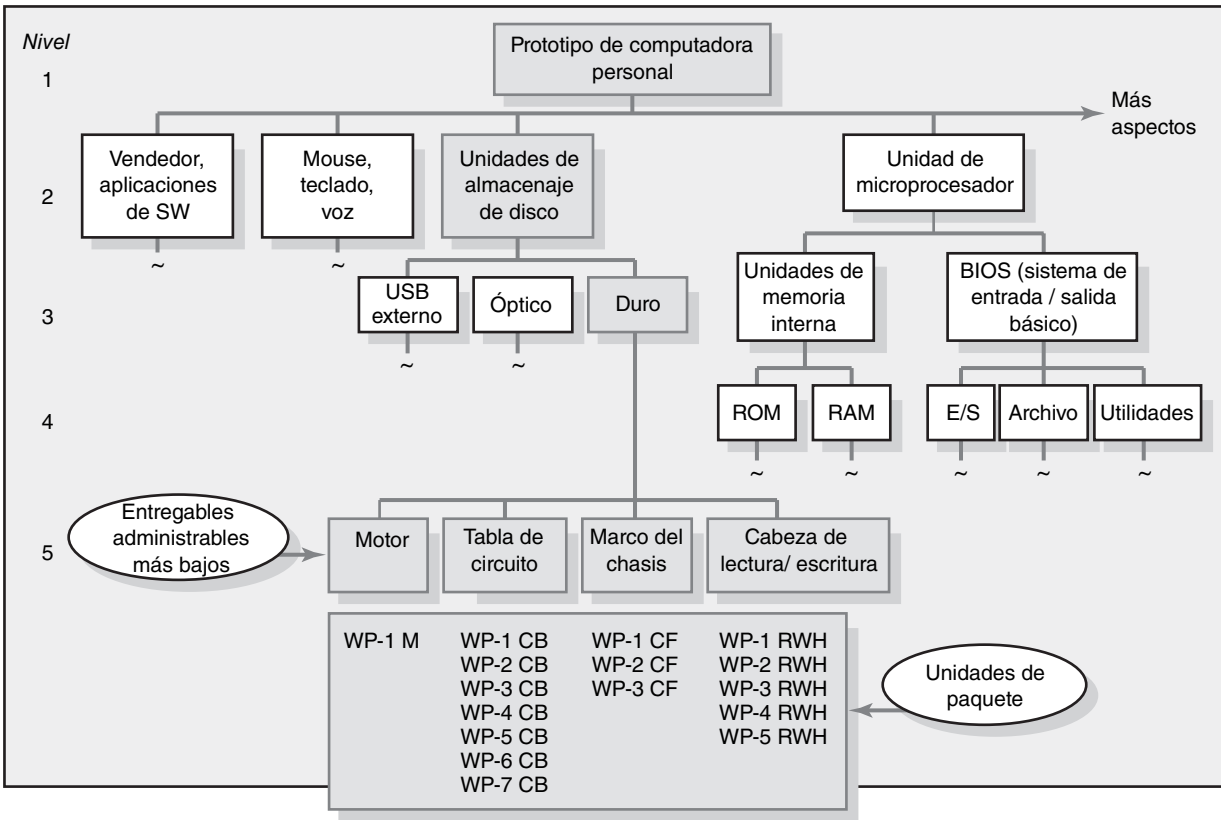 Nivel
1
Prototipo de computadora
personal
Más
aspectos
2
Vendedor,
aplicaciones
de SW
~
Mouse,
teclado,
voz
~
Unidades de
almacenaje
de disco
Unidad de
microprocesador
3
USB
externo
~
Óptico
~
Duro
Unidades de
memoria
interna
BIOS (sistema de
entrada / salida
básico)
4
ROM
~
RAM
~
E/S
~
Archivo
~
Utilidades
~
Entregables
administrables
más bajos
5
Motor
Tabla de
circuito
Marco del
chasis
Cabeza de
lectura/ escritura
WP-1 M
WP-1 CB
WP-2 CB
WP-3 CB
WP-4 CB
WP-5 CB
WP-6 CB
WP-7 CB
WP-1 CF
WP-2 CF
WP-3 CF
WP-1 RWH
WP-2 RWH
WP-3 RWH
WP-4 RWH
WP-5 RWH
Unidades de
paquete